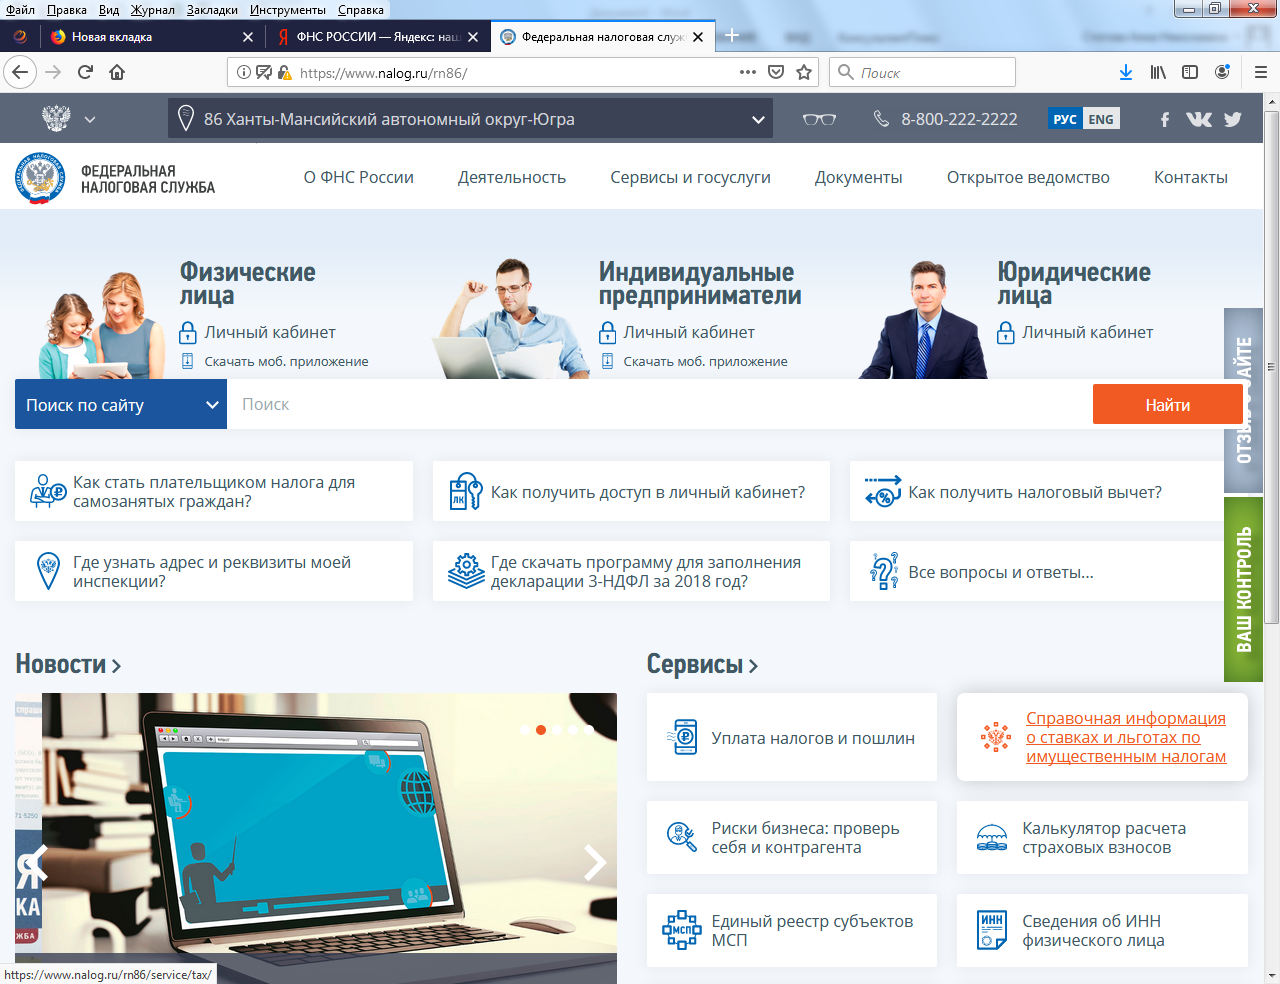 Файл Правка Вид Журнал Закладки Инструменты Справка
Новая вкладка
ФНС РОССИИ — Яндекс: наш
Федеральная налоговая служ
https://www.nalog.ru/rn86/
Поиск
86 Ханты-Мансийский автономный округ-Югра
8-800-222-2222
РУС ENG
ФЕДЕРАЛЬНАЯ
НАЛОГОВАЯ СЛУЖБА
О ФНС России
Деятельность
Сервисы и госуслуги
Документы
Открытое ведомство
Контакты
Физические
лица
Личный кабинет
Скачать моб. приложение
Индивидуальные
предприниматели
Личный кабинет
Скачать моб. приложение
Юридические
лица
Личный кабинет
Поиск по сайту
Поиск
Найти
ВАШ КОНТРОЛЬ
Как стать плательщиком налога для
самозанятых граждан?
Как получить доступ в личный кабинет?
Как получить налоговый вычет?
Где узнать адрес и реквизиты моей
инспекции?
Где скачать программу для заполнения
декларации 3-НДФЛ за 2018 год?
Все вопросы и ответы...
Новости
Сервисы
Уплата налогов и пошлин
Справочная информация
о ставках и льготах по
имущественным налогам
Риски бизнеса: проверь
себя и контрагента
Калькулятор расчета
страховых взносов
МСП
Единый реестр субъектов
МСП
ИНН
Сведения об ИНН
физического лица
https://www.nalog.ru/rn86/service/tax/